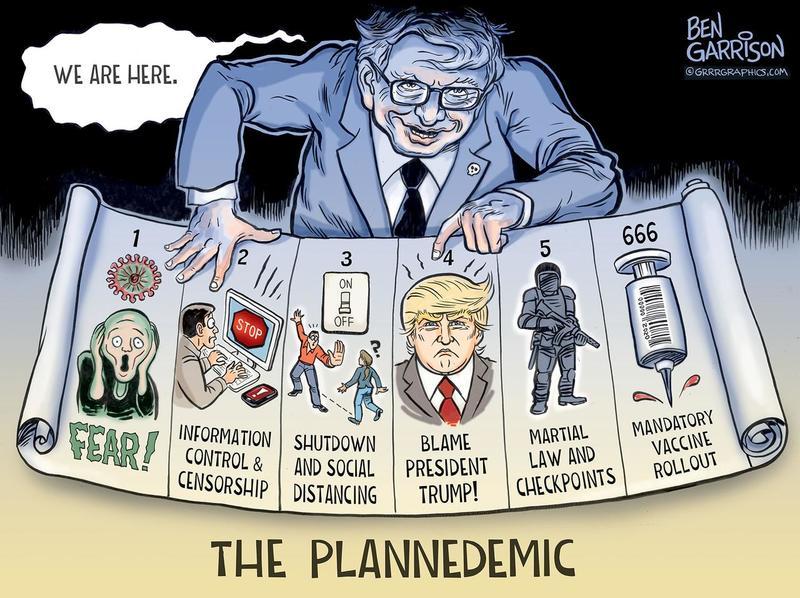 BEN
GARRISON
© GRRRGRAPHICS.COM
WE ARE HERE.
1
FEAR!
2
STOP
INFORMATION
CONTROL &
CENSORSHIP
3
ON
OFF
?
SHUTDOWN
AND SOCIAL
DISTANCING
4
BLAME
PRESIDENT
TRUMP!
5
MARTIAL
LAW AND
CHECKPOINTS
666
MANDATORY
VACCINE
ROLLOUT
THE PLANNEDEMIC